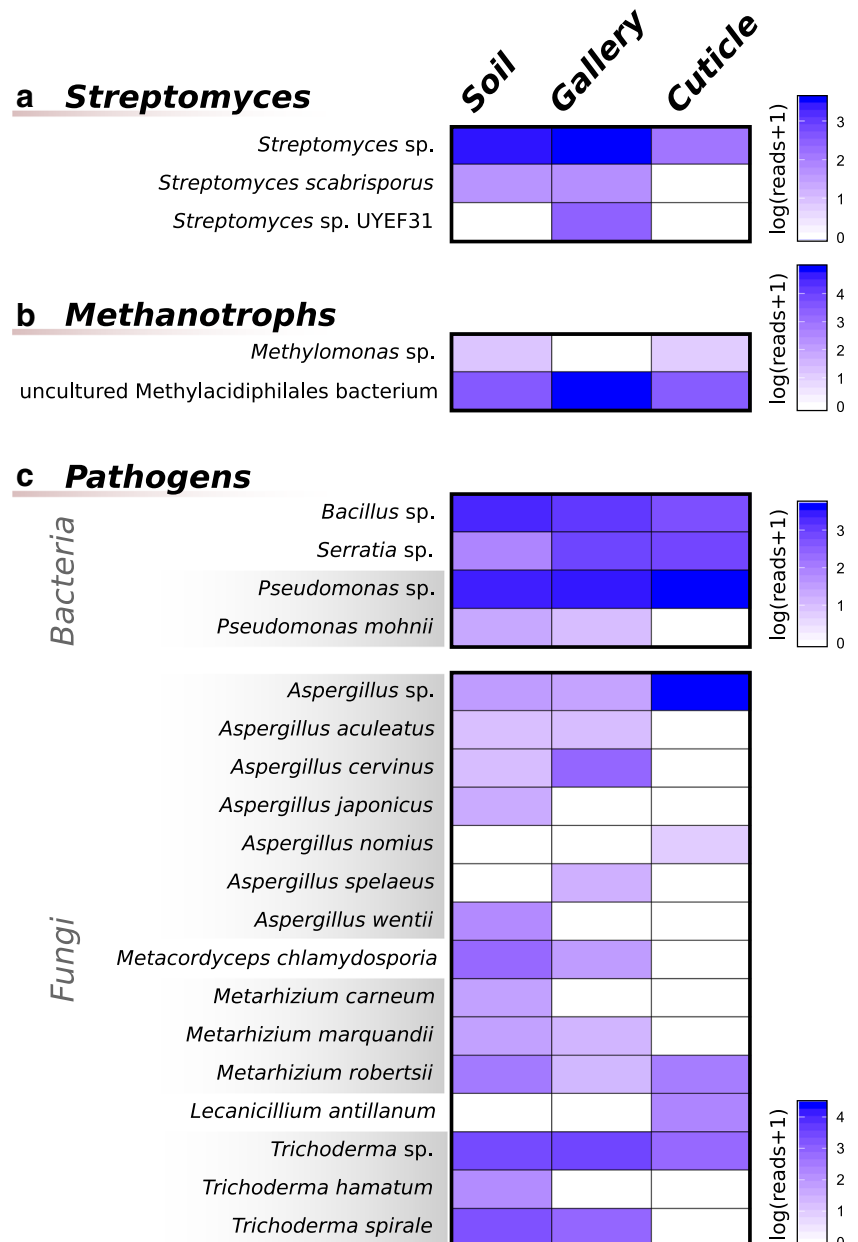 Soil Gallery Cuticle
a Streptomyces
Streptomyces sp.
Streptomyces scabrisporus
Streptomyces sp. UYEF31
log(reads+1)
3
2
1
0
b Methanotrophs
Methylomonas sp.
uncultured Methylacidiphilales bacterium
log(reads+1)
4
3
2
1
0
c Pathogens
Bacteria
Bacillus sp.
Serratia sp.
Pseudomonas sp.
Pseudomonas mohnii
log(reads+1)
3
2
1
0
Fungi
Aspergillus sp.
Aspergillus aculeatus
Aspergillus cervinus
Aspergillus japonicus
Aspergillus nomius
Aspergillus spelaeus
Aspergillus wentii
Metacordyceps chlamydosporia
Metarhizium carneum
Metarhizium marquandii
Metarhizium robertsii
Lecanicillium antillanum
Trichoderma sp.
Trichoderma hamatum
Trichoderma spirale
log(reads+1)
4
3
2
1
0